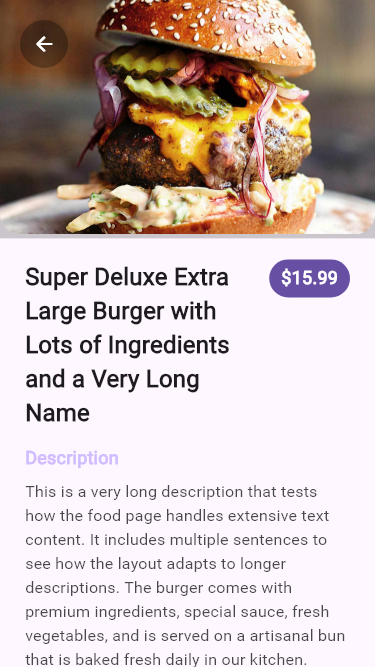 Super Deluxe Extra
Large Burger with
Lots of Ingredients
and a Very Long
Name
$15.99
Description
This is a very long description that tests
how the food page handles extensive text
content. It includes multiple sentences to
see how the layout adapts to longer
descriptions. The burger comes with
premium ingredients, special sauce, fresh
vegetables, and is served on a artisanal bun
that is baked fresh daily in our kitchen.